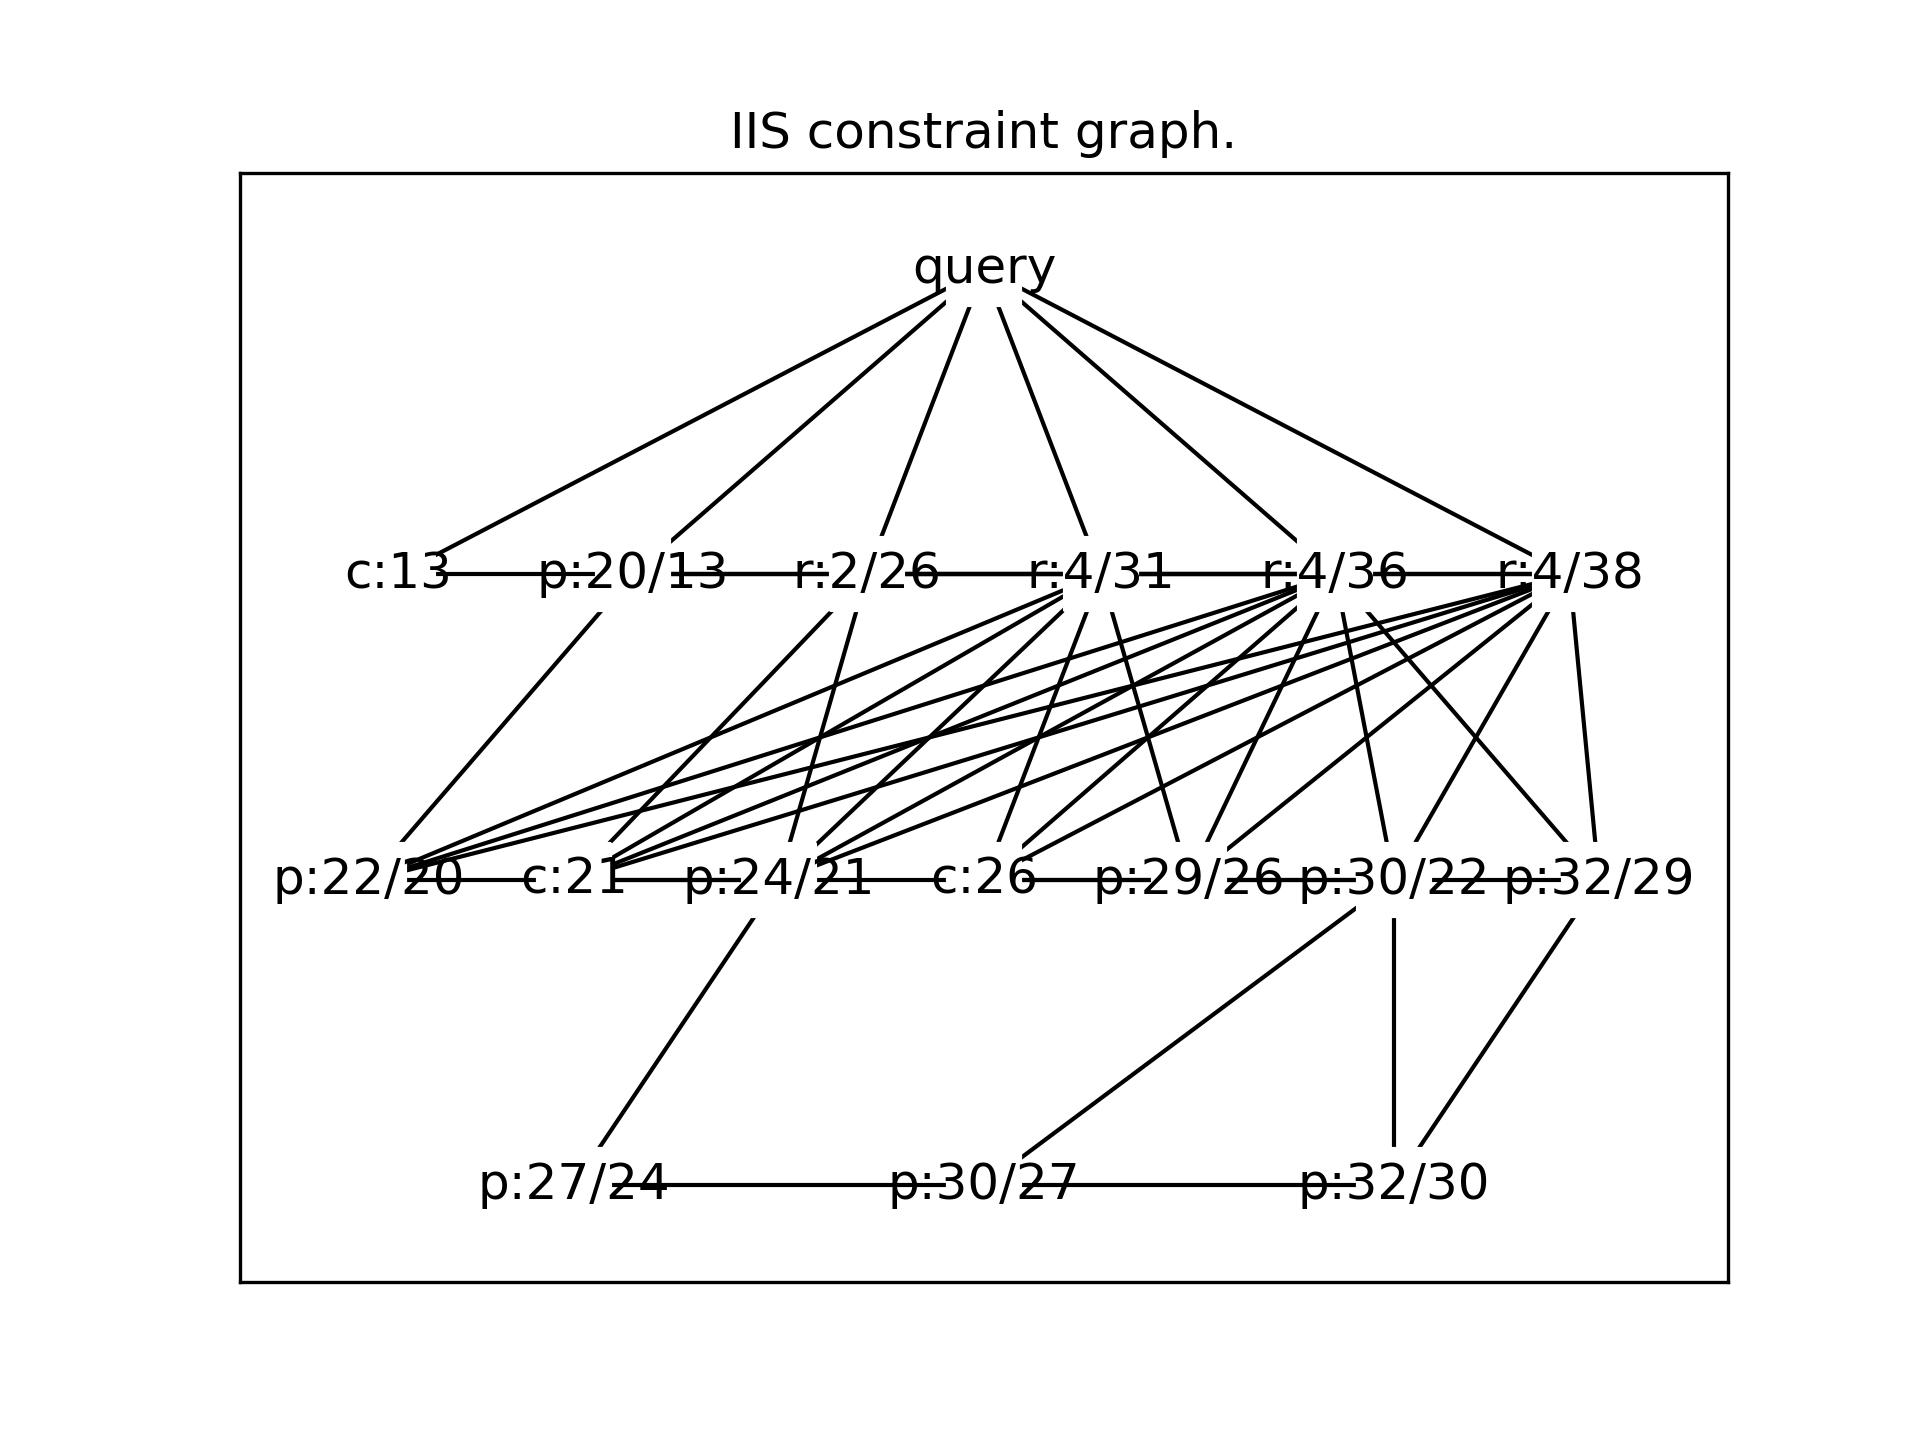 IIS constraint graph.
query
c:13 p:20/13 r:2/26 r:4/31 r:4/36 r:4/38
p:22/20 c:21 p:24/21 c:26 p:29/26 p:30/22 p:32/29
p:27/24 p:30/27 p:32/30